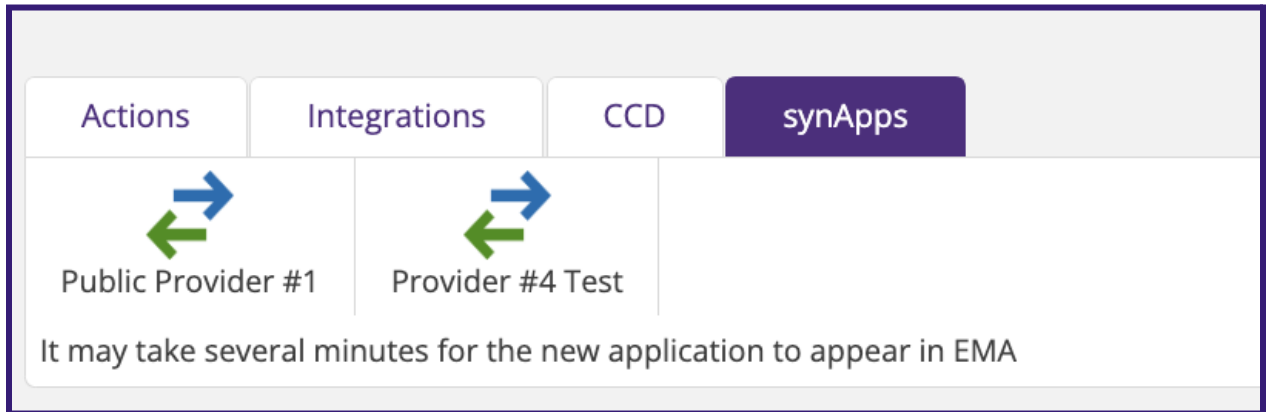 Actions Integrations CCD synApps
Public Provider #1 Provider #4 Test
It may take several minutes for the new application to appear in EMA